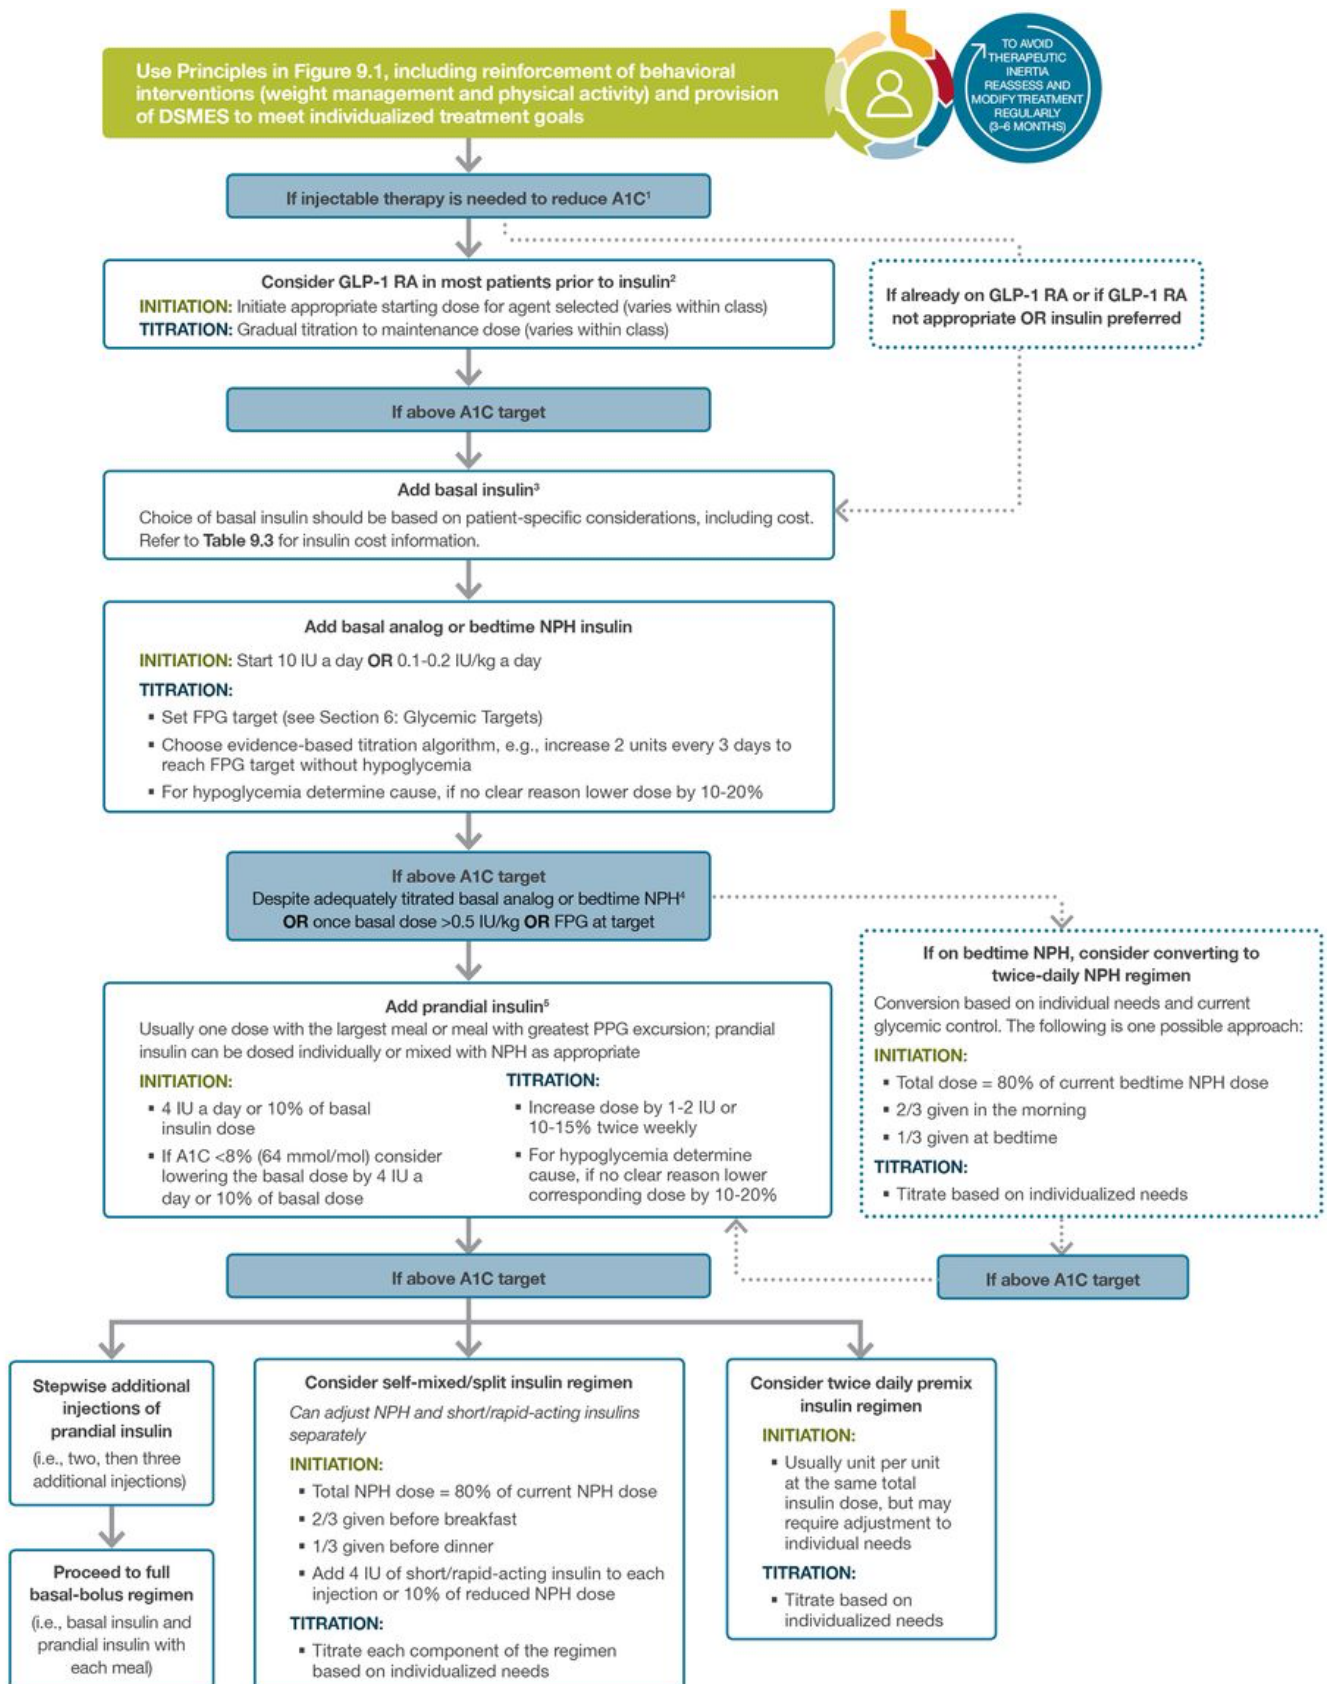 Use Principles in Figure 9.1, including reinforcement of behavioral
interventions (weight management and physical activity) and provision
of DSMES to meet individualized treatment goals
TO AVOID
THERAPEUTIC
INERTIA
REASSESS AND
MODIFY TREATMENT
REGULARLY
(3-6 MONTHS)
If injectable therapy is needed to reduce A1C¹
Consider GLP-1 RA in most patients prior to insulin²
INITIATION: Initiate appropriate starting dose for agent selected (varies within class)
TITRATION: Gradual titration to maintenance dose (varies within class)
If already on GLP-1 RA or if GLP-1 RA
not appropriate OR insulin preferred
If above A1C target
Add basal insulin³
Choice of basal insulin should be based on patient-specific considerations, including cost.
Refer to Table 9.3 for insulin cost information.
Add basal analog or bedtime NPH insulin
INITIATION: Start 10 IU a day OR 0.1-0.2 IU/kg a day
TITRATION:
▪ Set FPG target (see Section 6: Glycemic Targets)
▪ Choose evidence-based titration algorithm, e.g., increase 2 units every 3 days to
reach FPG target without hypoglycemia
▪ For hypoglycemia determine cause, if no clear reason lower dose by 10-20%
If above A1C target
Despite adequately titrated basal analog or bedtime NPH⁴
OR once basal dose >0.5 IU/kg OR FPG at target
If on bedtime NPH, consider converting to
twice-daily NPH regimen
Conversion based on individual needs and current
glycemic control. The following is one possible approach:
INITIATION:
▪ Total dose = 80% of current bedtime NPH dose
▪ 2/3 given in the morning
▪ 1/3 given at bedtime
TITRATION:
▪ Titrate based on individualized needs
Add prandial insulin⁵
Usually one dose with the largest meal or meal with greatest PPG excursion; prandial
insulin can be dosed individually or mixed with NPH as appropriate
INITIATION:
▪ 4 IU a day or 10% of basal
insulin dose
▪ If A1C <8% (64 mmol/mol) consider
lowering the basal dose by 4 IU a
day or 10% of basal dose
TITRATION:
▪ Increase dose by 1-2 IU or
10-15% twice weekly
▪ For hypoglycemia determine
cause, if no clear reason lower
corresponding dose by 10-20%
If above A1C target
If above A1C target
Stepwise additional
injections of
prandial insulin
(i.e., two, then three
additional injections)
Proceed to full
basal-bolus regimen
(i.e., basal insulin and
prandial insulin with
each meal)
Consider self-mixed/split insulin regimen
Can adjust NPH and short/rapid-acting insulins
separately
INITIATION:
▪ Total NPH dose = 80% of current NPH dose
▪ 2/3 given before breakfast
▪ 1/3 given before dinner
▪ Add 4 IU of short/rapid-acting insulin to each
injection or 10% of reduced NPH dose
TITRATION:
▪ Titrate each component of the regimen
based on individualized needs
Consider twice daily premix
insulin regimen
INITIATION:
▪ Usually unit per unit
at the same total
insulin dose, but may
require adjustment to
individual needs
TITRATION:
▪ Titrate based on
individualized needs